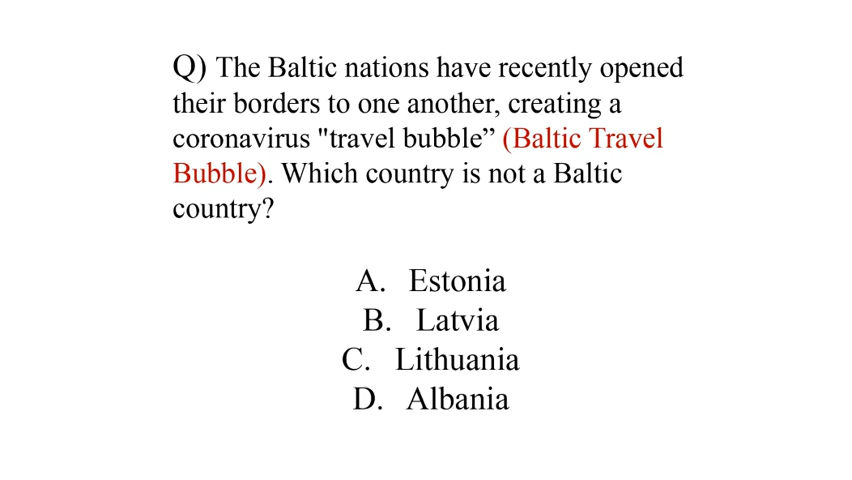 Q) The Baltic nations have recently opened
their borders to one another, creating a
coronavirus "travel bubble” (Baltic Travel
Bubble). Which country is not a Baltic
country?
A. Estonia
B. Latvia
C. Lithuania
D. Albania